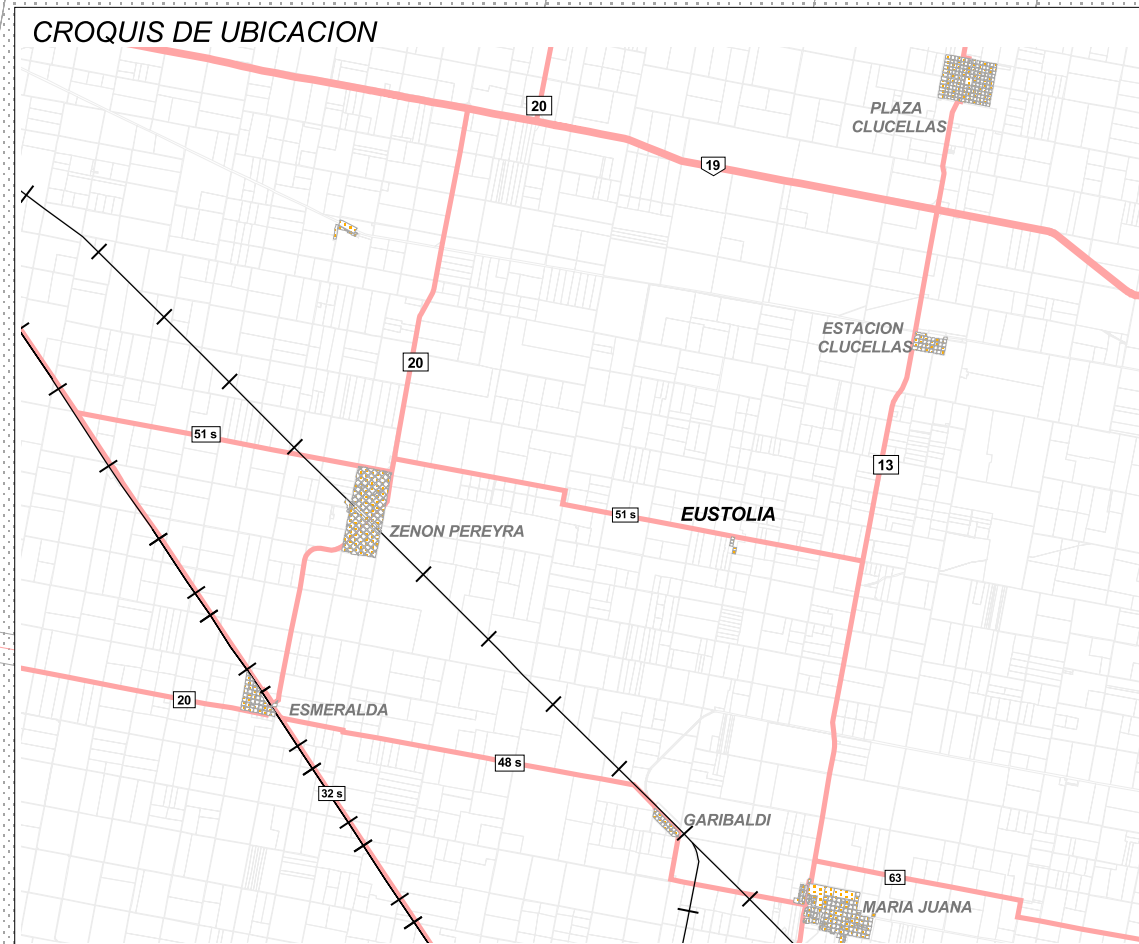 CROQUIS DE UBICACION
20
PLAZA
CLUCELLAS
19
ESTACION
CLUCELLAS
20
51 s
13
51 s
EUSTOLIA
ZENON PEREYRA
20
ESMERALDA
48 s
32 s
GARIBALDI
63
MARIA JUANA